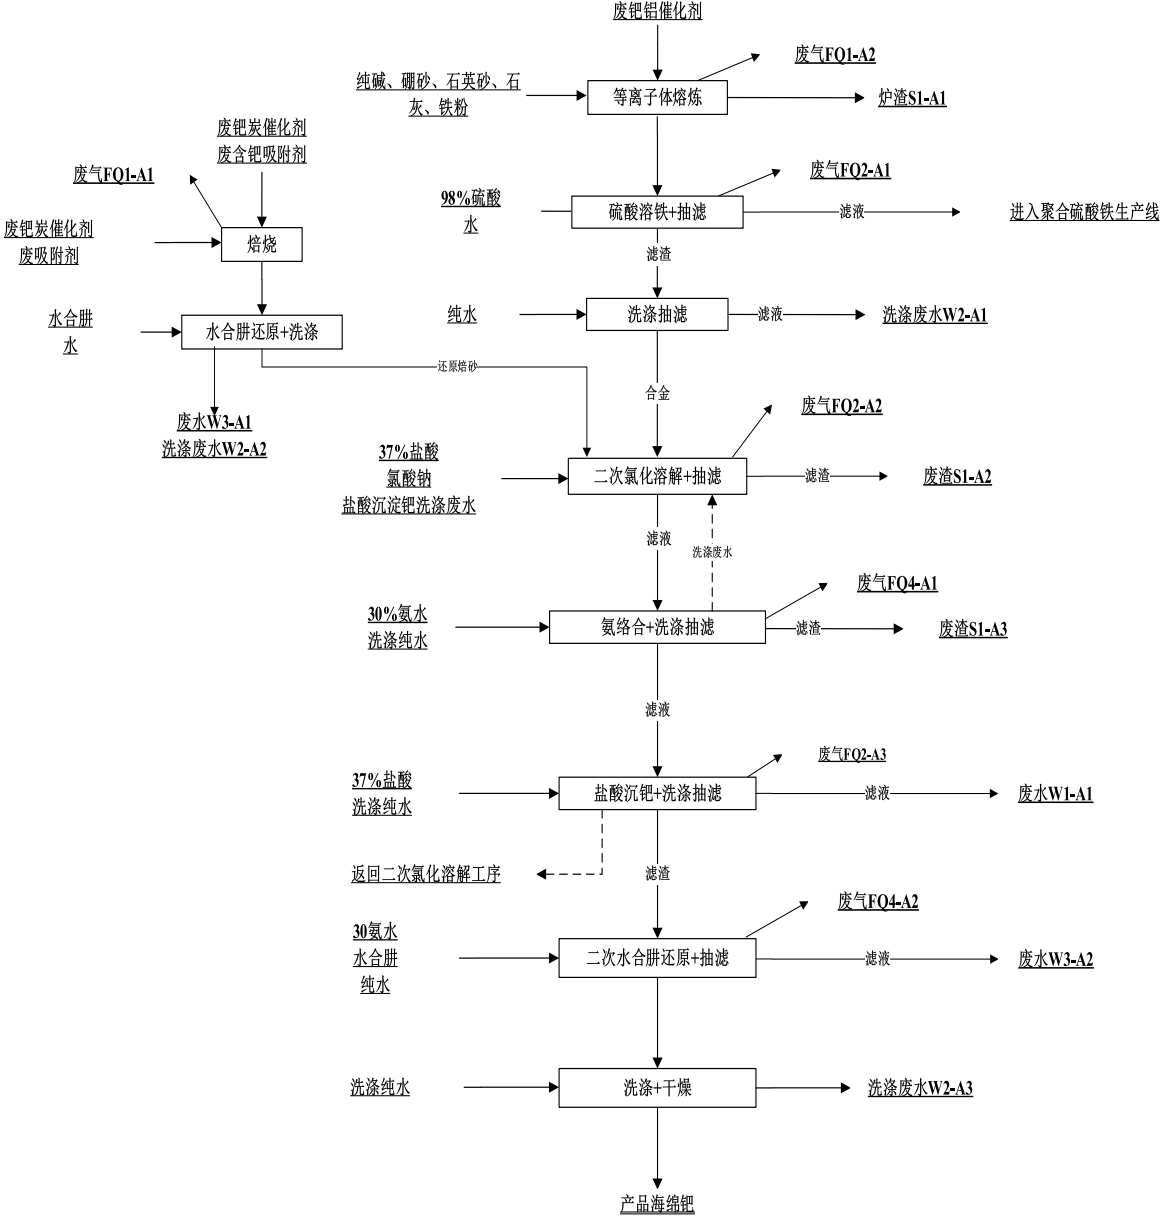 废钯铝催化剂
废气FQ1-A2
纯碱、硼砂、石英砂、石
灰、铁粉
等离子体熔炼
炉渣S1-A1
废钯炭催化剂
废含钯吸附剂
废气FQ1-A1
废气FQ2-A1
98%硫酸
水
硫酸溶铁+抽滤
滤液
进入聚合硫酸铁生产线
废钯炭催化剂
废吸附剂
焙烧
滤渣
水合肼
水
水合肼还原+洗涤
纯水
洗涤抽滤
滤液
洗涤废水W2-A1
还原焙砂
合金
废水W3-A1
洗涤废水W2-A2
废气FQ2-A2
37%盐酸
氯酸钠
盐酸沉淀钯洗涤废水
二次氯化溶解+抽滤
滤渣
废渣S1-A2
滤液
洗涤废水
废气FQ4-A1
30%氨水
洗涤纯水
氨络合+洗涤抽滤
滤渣
废渣S1-A3
滤液
废气FQ2-A3
37%盐酸
洗涤纯水
盐酸沉钯+洗涤抽滤
滤液
废水W1-A1
返回二次氯化溶解工序
滤渣
废气FQ4-A2
30氨水
水合肼
纯水
二次水合肼还原+抽滤
滤液
废水W3-A2
洗涤纯水
洗涤+干燥
洗涤废水W2-A3
产品海绵钯